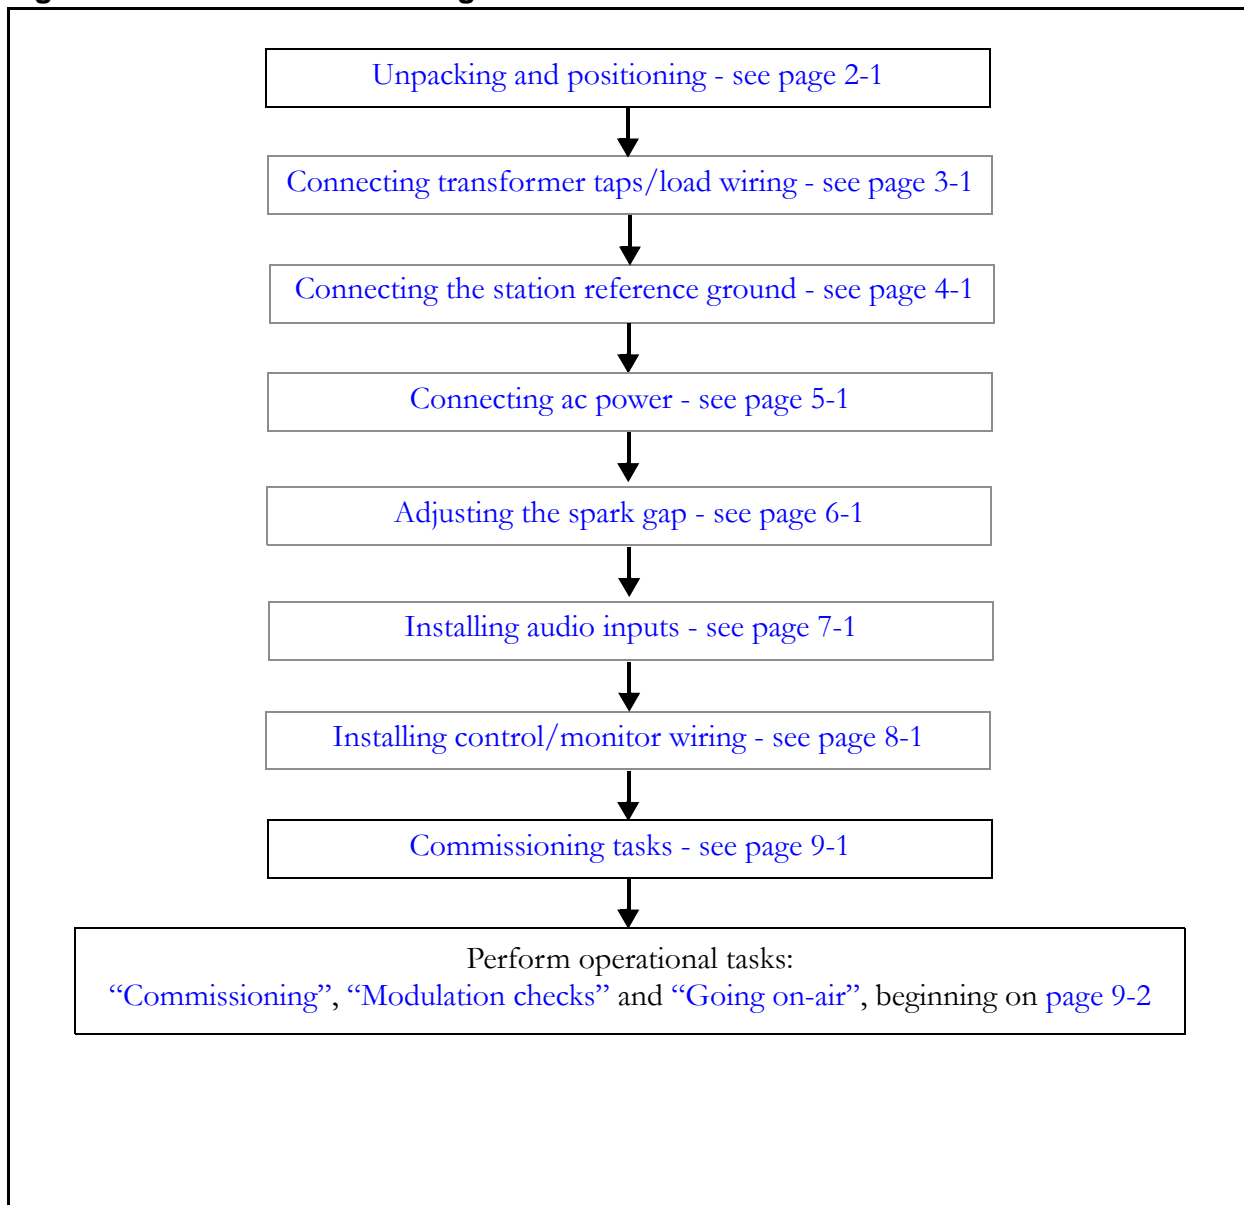 Unpacking and positioning - see page 2-1
Connecting transformer taps/load wiring - see page 3-1
Connecting the station reference ground - see page 4-1
Connecting ac power - see page 5-1
Adjusting the spark gap - see page 6-1
Installing audio inputs - see page 7-1
Installing control/monitor wiring - see page 8-1
Commissioning tasks - see page 9-1
Perform operational tasks:
“Commissioning”, “Modulation checks” and “Going on-air”, beginning on page 9-2